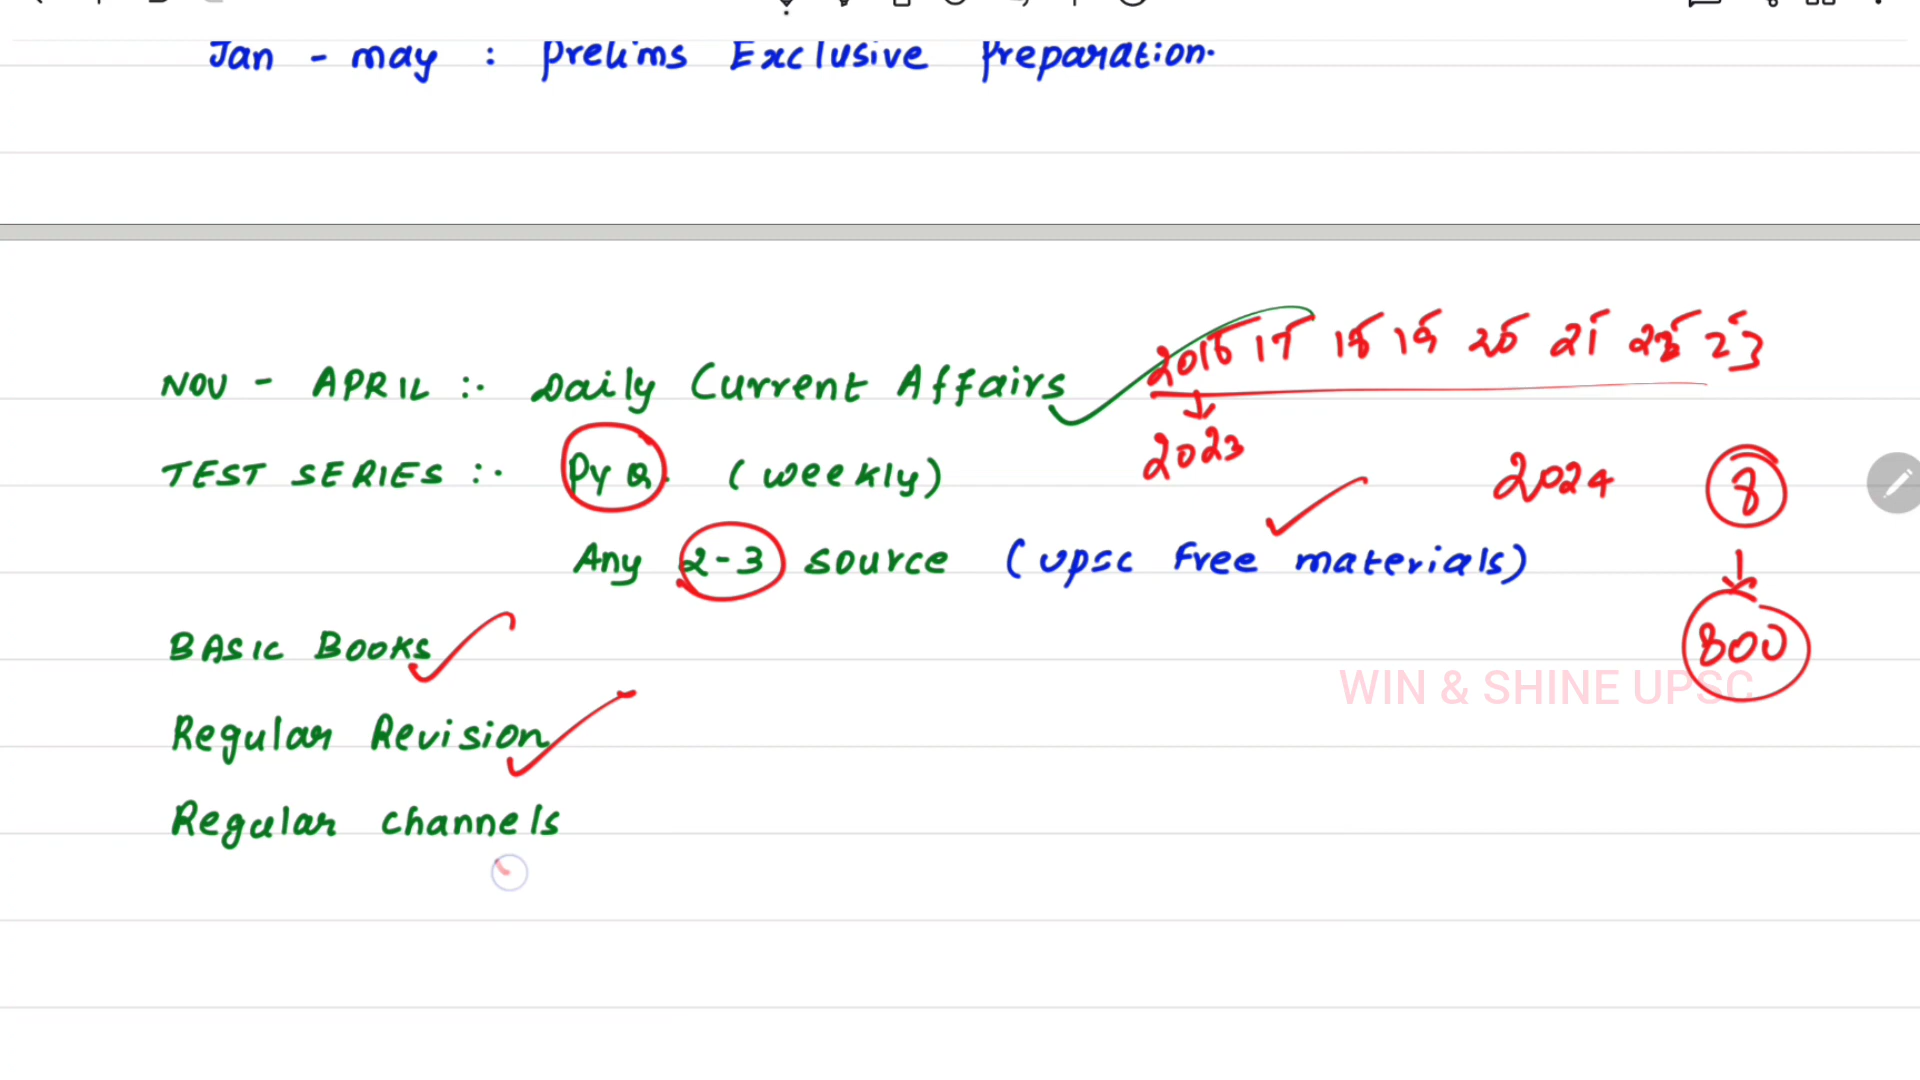 Jan - may : prelims Exclusive preparation.
2016 17 18 19 20 21 22 23
NOV - APRIL :- Daily Current Affairs
2023
TEST SERIES :- PyQ. (weekly)
2024 8
Any 2-3 source (upsc Free materials)
800
BASIC BOOKS
WIN & SHINE UPSC
Regular Revision
Regular channels